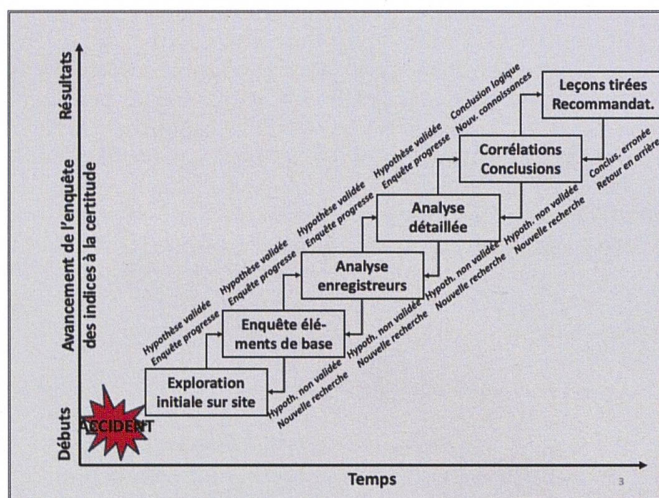 Résultats
Avancement de l'enquête
des indices à la certitude
Débuts
Leçons tirées
Recommandat.
Conclusion logique
Nouv. connaissances
Conclus. erronée
Retour en arrière
Corrélations
Conclusions
Hypothèse validée
Enquête progresse
Hypoth. non validée
Nouvelle recherche
Analyse
détaillée
Hypothèse validée
Enquête progresse
Hypoth. non validée
Nouvelle recherche
Analyse
enregistreurs
Hypothèse validée
Enquête progresse
Hypoth. non validée
Nouvelle recherche
Enquête élé-
ments de base
Hypothèse validée
Enquête progresse
Hypoth. non validée
Nouvelle recherche
Exploration
initiale sur site
ACCIDENT
Temps
3